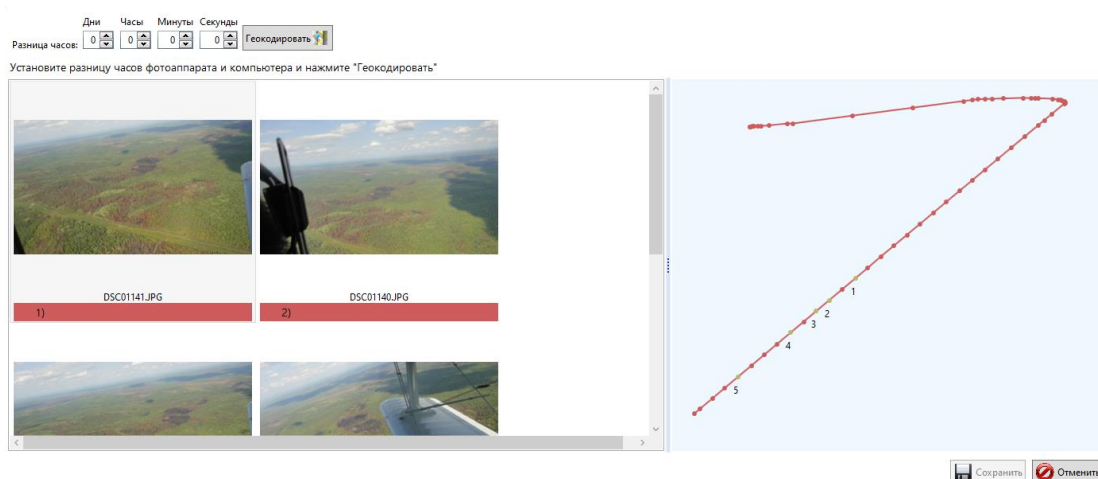 Дни Часы Минуты Секунды
Разница часов: 0 0 0 0 Геокодировать
Установите разницу часов фотоаппарата и компьютера и нажмите "Геокодировать"
DSC01141.JPG DSC01140.JPG
1) 2)
1
2
3
4
5
Сохранить Отменить